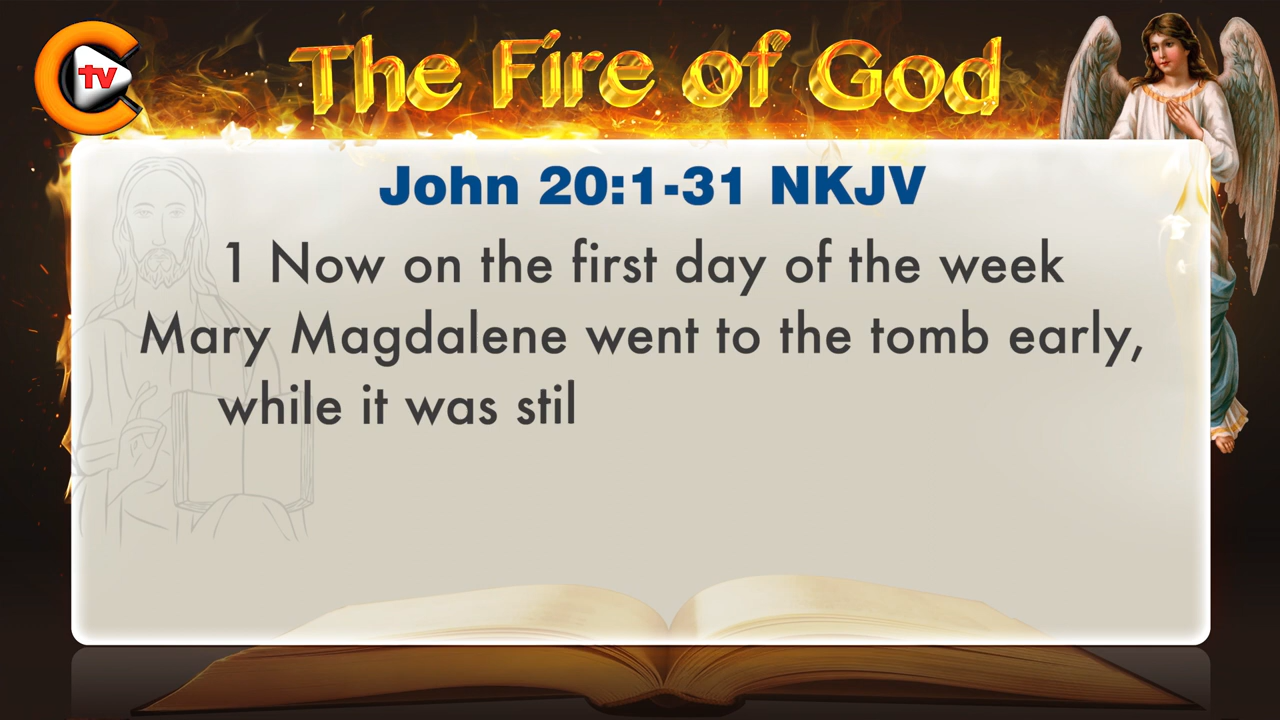 tv
The Fire of God
John 20:1-31 NKJV
1 Now on the first day of the week
Mary Magdalene went to the tomb early,
while it was stil